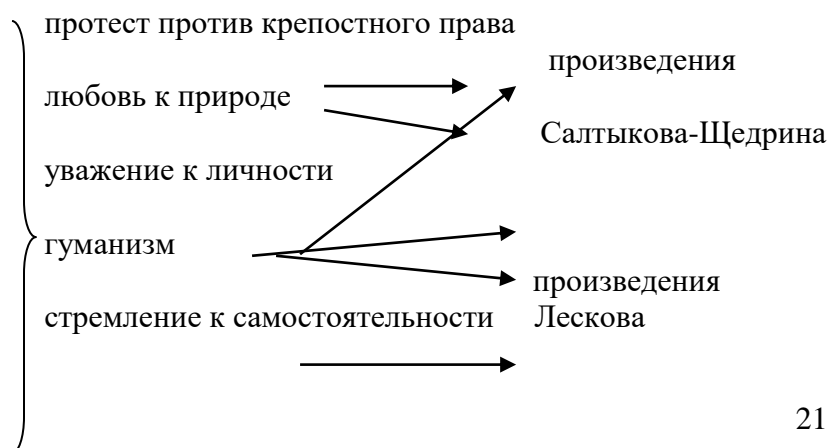 протест против крепостного права
произведения
любовь к природе
Салтыкова-Щедрина
уважение к личности
гуманизм
произведения
стремление к самостоятельности Лескова
21